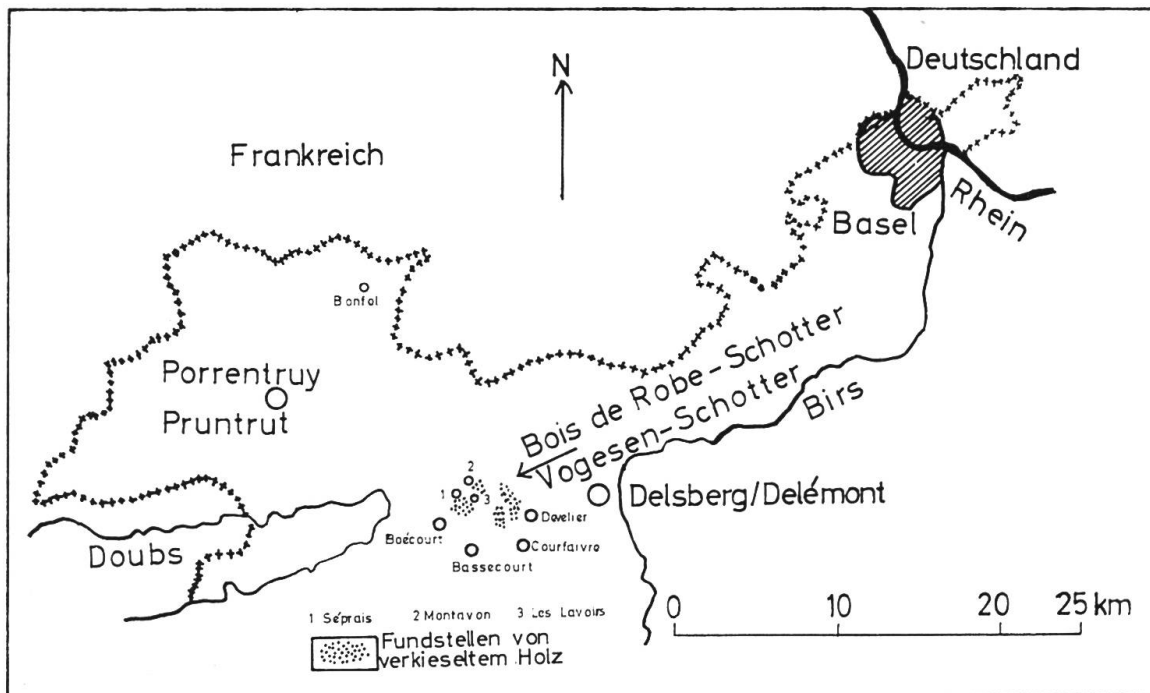 Deutschland
N
Frankreich
Rhein
Basel
Bonfol
Porrentruy
Pruntrut
Bois de Robe-Schotter
Vogesen-Schotter
Birs
2
1
3
Delsberg/Delémont
Develier
Boécourt
Courfaivre
Bassecourt
Doubs
1 Séprais 2 Montavon 3 Les Lavoirs
0 10 20 25 km
Fundstellen von
verkieseltem Holz